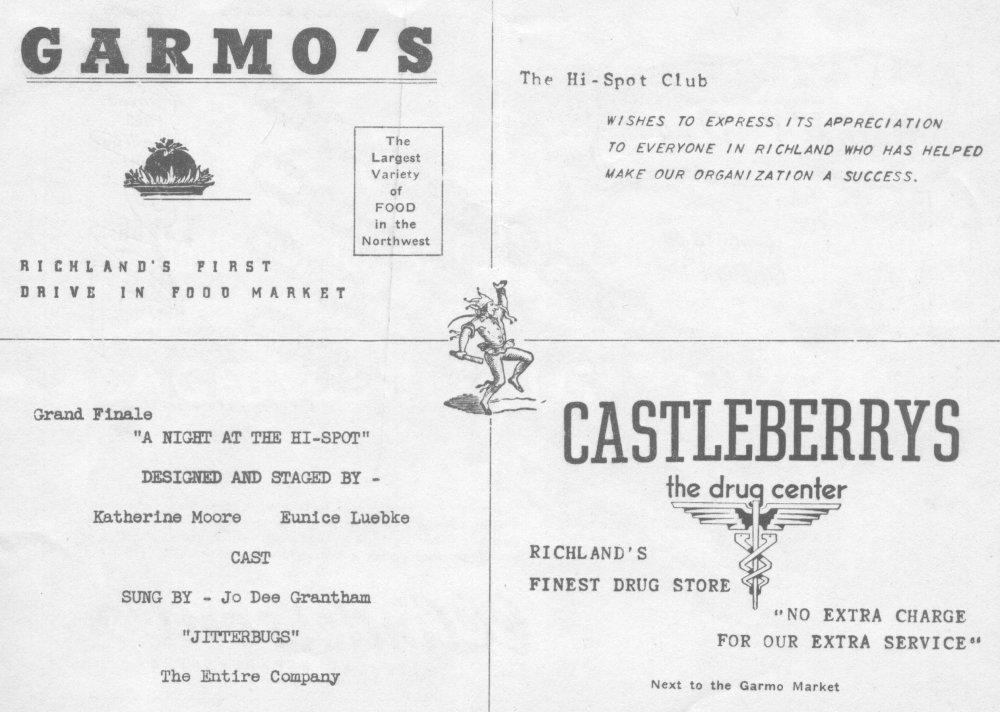 GARMO'S
The
Largest
Variety
of
FOOD
in the
Northwest
RICHLAND'S FIRST
DRIVE IN FOOD MARKET
The Hi-Spot Club
WISHES TO EXPRESS ITS APPRECIATION
TO EVERYONE IN RICHLAND WHO HAS HELPED
MAKE OUR ORGANIZATION A SUCCESS.
Grand Finale
"A NIGHT AT THE HI-SPOT"
DESIGNED AND STAGED BY -
Katherine Moore Eunice Luebke
CAST
SUNG BY - Jo Dee Grantham
"JITTERBUGS"
The Entire Company
CASTLEBERRYS
the drug center
RICHLAND'S
FINEST DRUG STORE
"NO EXTRA CHARGE
FOR OUR EXTRA SERVICE"
Next to the Garmo Market